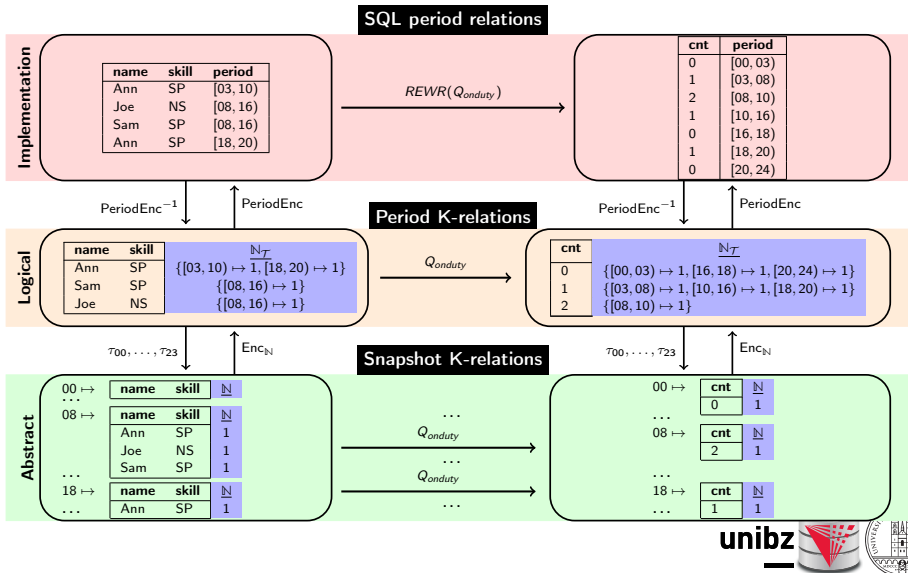 SQL period relations
Implementation
name skill period
Ann SP [03, 10)
Joe NS [08, 16)
Sam SP [08, 16)
Ann SP [18, 20)
REWR(Q_onduty)
cnt period
0 [00, 03)
1 [03, 08)
2 [08, 10)
1 [10, 16)
0 [16, 18)
1 [18, 20)
0 [20, 24)
PeriodEnc⁻¹ PeriodEnc
PeriodEnc⁻¹ PeriodEnc
Period K-relations
Logical
name skill ℕ_𝒯
Ann SP {[03, 10) ↦ 1, [18, 20) ↦ 1}
Sam SP {[08, 16) ↦ 1}
Joe NS {[08, 16) ↦ 1}
Q_onduty
cnt ℕ_𝒯
0 {[00, 03) ↦ 1, [16, 18) ↦ 1, [20, 24) ↦ 1}
1 {[03, 08) ↦ 1, [10, 16) ↦ 1, [18, 20) ↦ 1}
2 {[08, 10) ↦ 1}
τ₀₀, . . . , τ₂₃ Enc_ℕ
τ₀₀, . . . , τ₂₃ Enc_ℕ
Snapshot K-relations
Abstract
00 ↦ name skill ℕ
...
08 ↦ name skill ℕ
Ann SP 1
Joe NS 1
Sam SP 1
...
18 ↦ name skill ℕ
... Ann SP 1
...
Q_onduty
...
Q_onduty
...
00 ↦ cnt ℕ
0 1
...
08 ↦ cnt ℕ
2 1
...
18 ↦ cnt ℕ
... 1 1
unibz